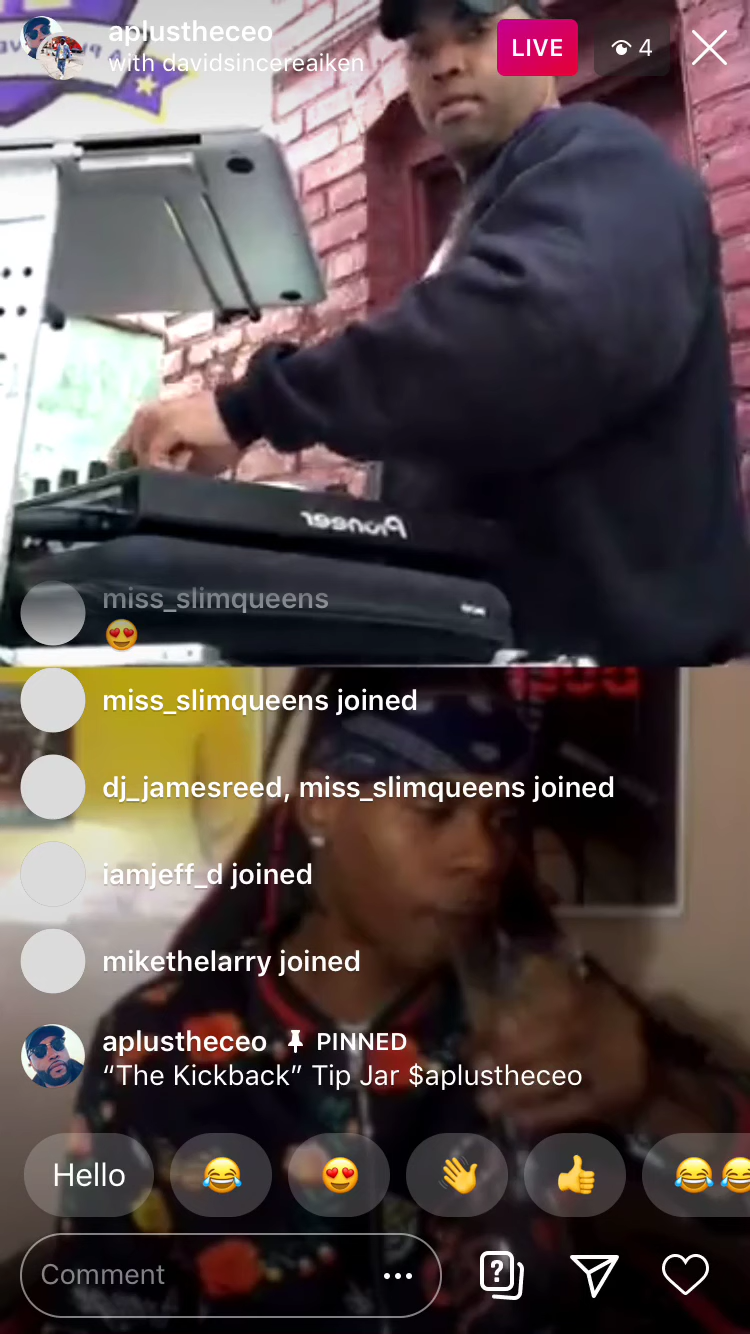 aplustheceo
with davidsincereaiken
LIVE
4
Pioneer
miss_slimqueens
😍
miss_slimqueens joined
dj_jamesreed, miss_slimqueens joined
iamjeff_d joined
mikethelarry joined
aplustheceo PINNED
“The Kickback” Tip Jar $aplustheceo
Hello 😂 😍 👋 👍 😂😂
Comment